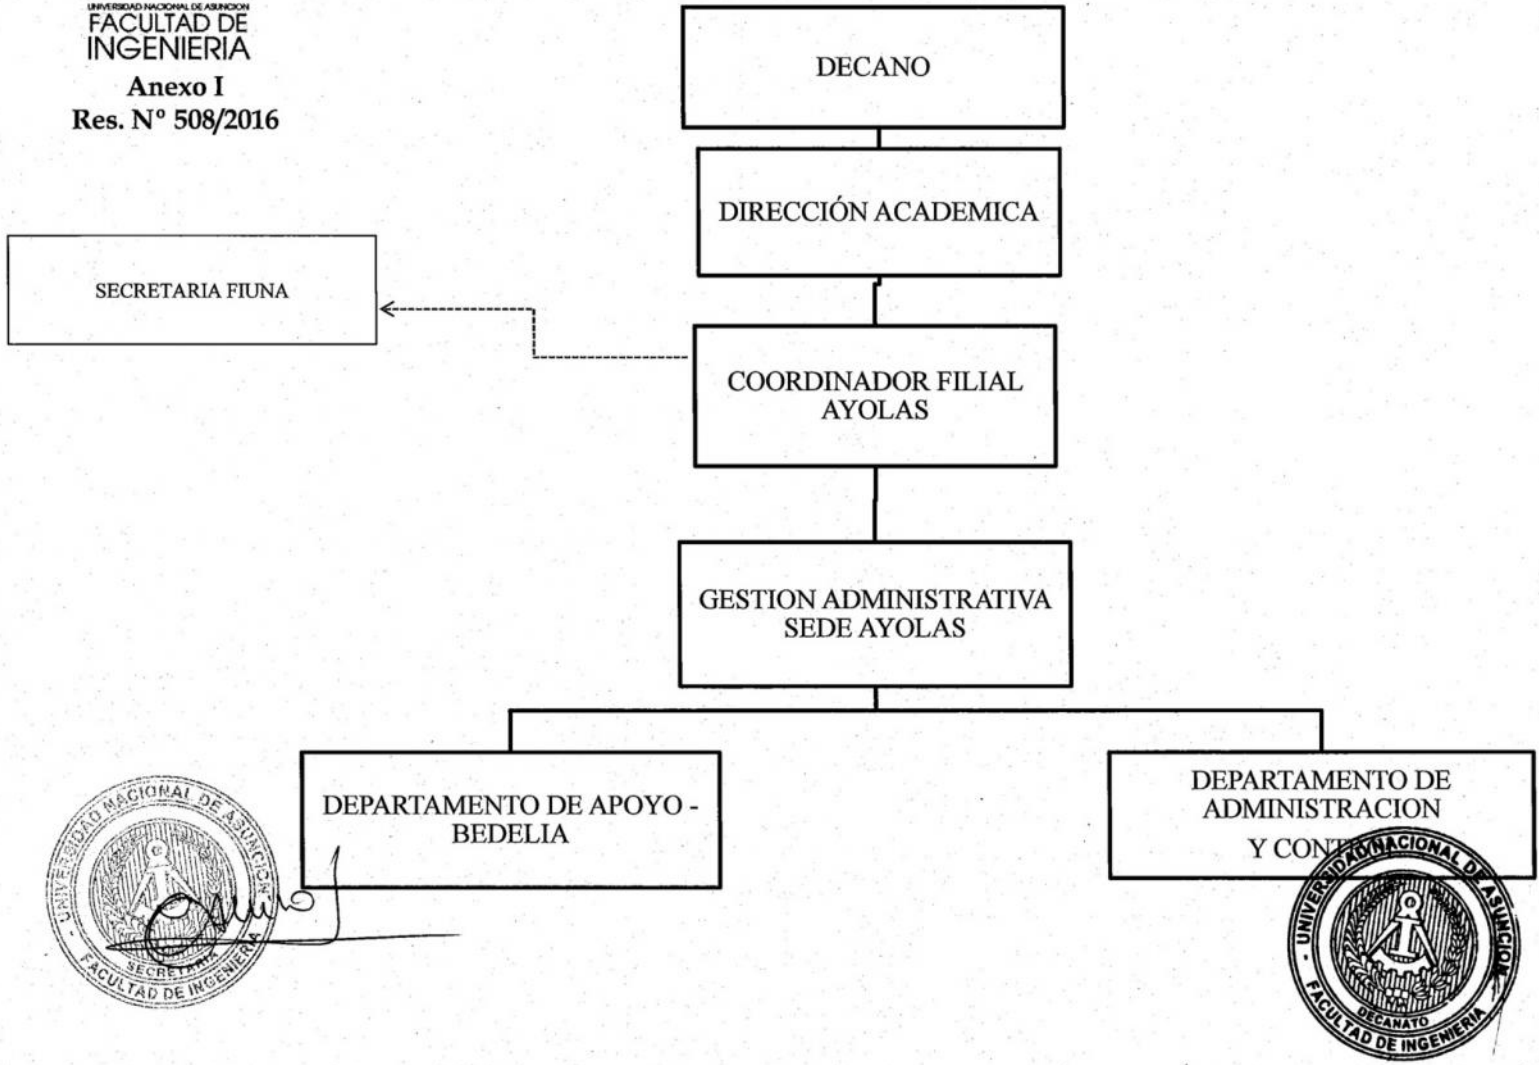 UNIVERSIDAD NACIONAL DE ASUNCION
FACULTAD DE
INGENIERIA
Anexo I
Res. Nº 508/2016
DECANO
DIRECCIÓN ACADEMICA
SECRETARIA FIUNA
COORDINADOR FILIAL
AYOLAS
GESTION ADMINISTRATIVA
SEDE AYOLAS
DEPARTAMENTO DE APOYO -
BEDELIA
DEPARTAMENTO DE
ADMINISTRACION
Y
- UNIVERSIDAD NACIONAL DE ASUNCION -
SECRETARIA
FACULTAD DE INGENIERIA
- UNIVERSIDAD NACIONAL DE ASUNCION -
DECANATO
FACULTAD DE INGENIERIA